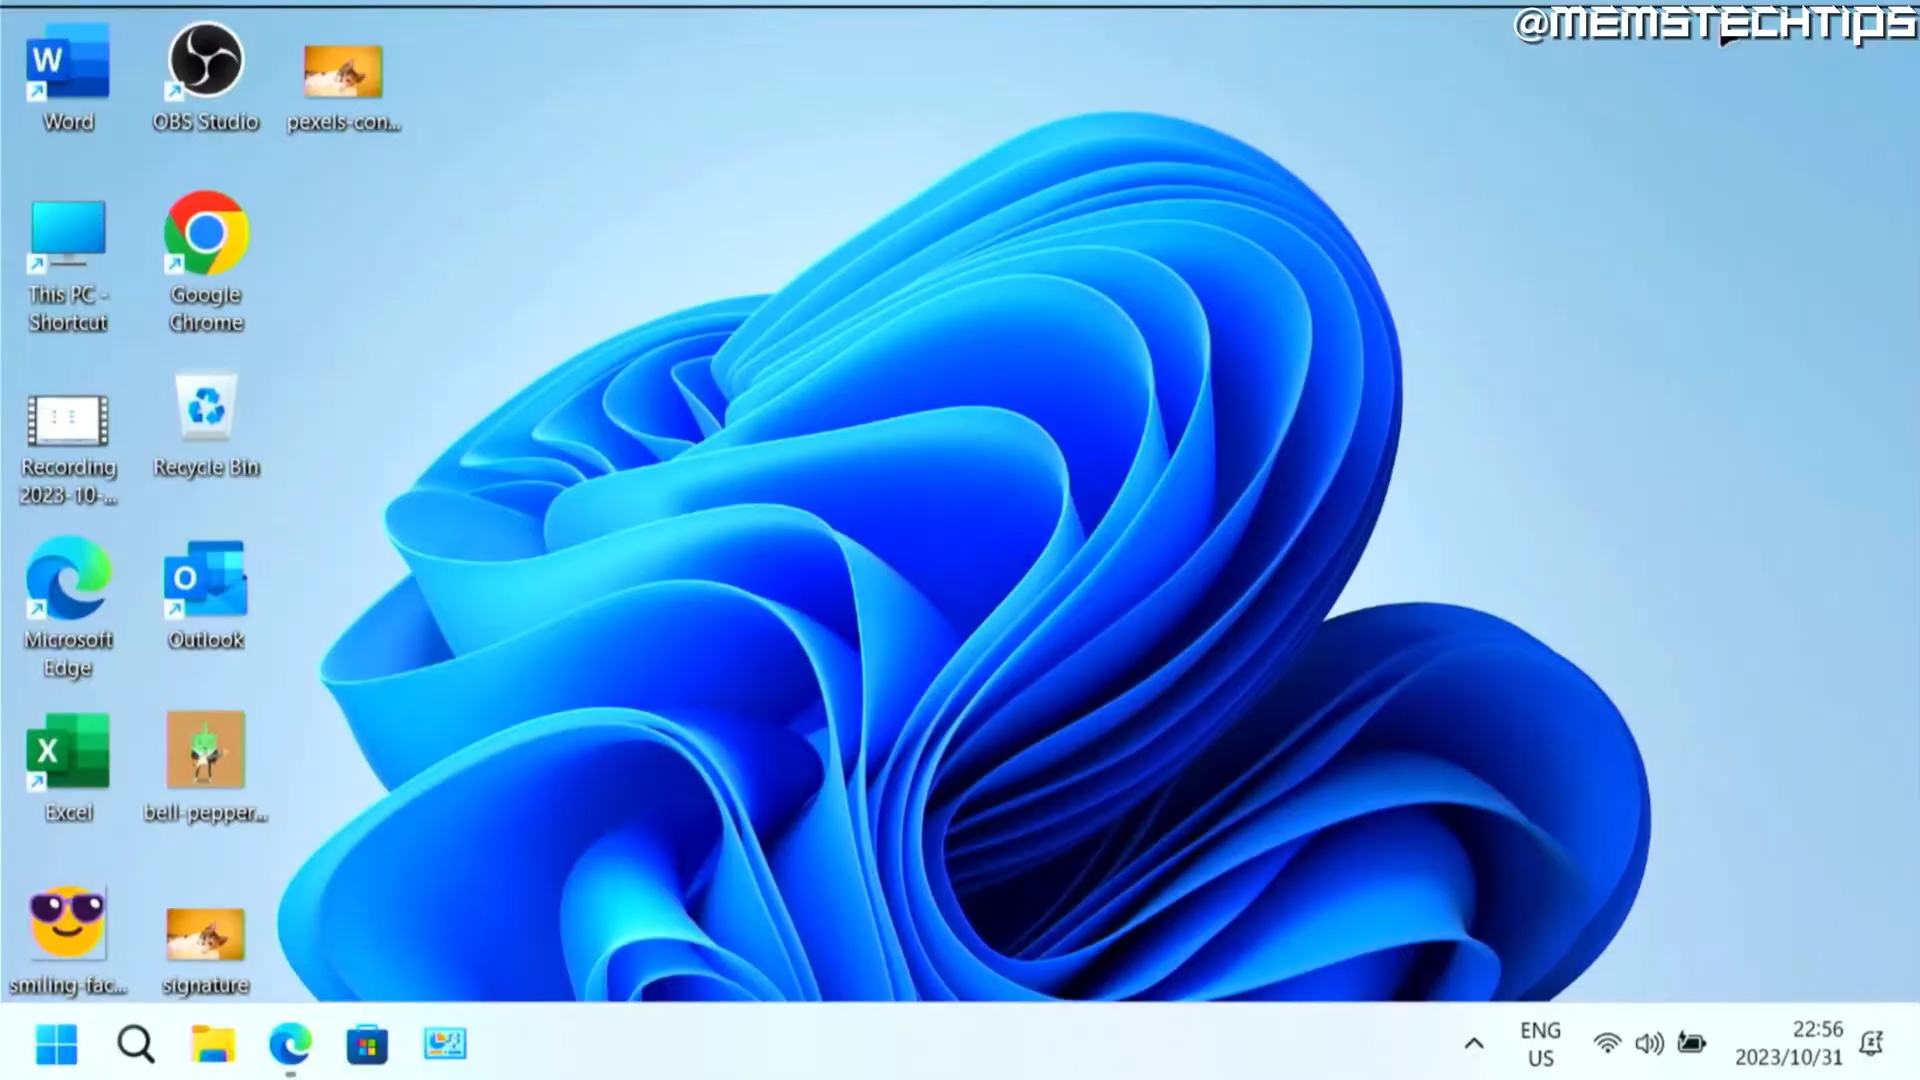 @MEMSTECHTIPS
Word
OBS Studio
pexels-con...
This PC -
Shortcut
Google
Chrome
Recording
2023-10-...
Recycle Bin
Microsoft
Edge
Outlook
Excel
bell-pepper...
smiling-fac...
signature
ENG
US
22:56
2023/10/31